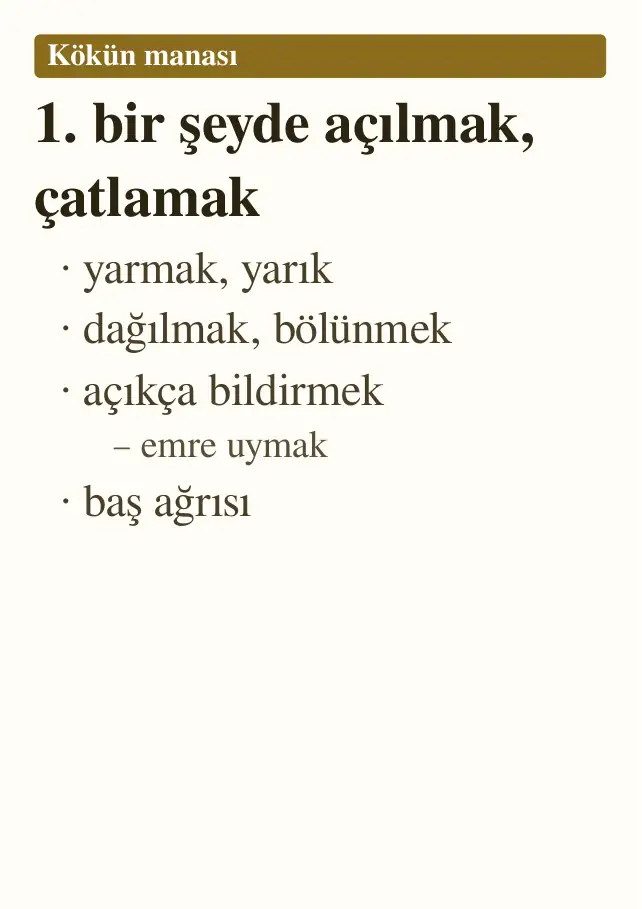 Kökün manası
1. bir şeyde açılmak,
çatlamak
· yarmak, yarık
· dağılmak, bölünmek
· açıkça bildirmek
– emre uymak
· baş ağrısı